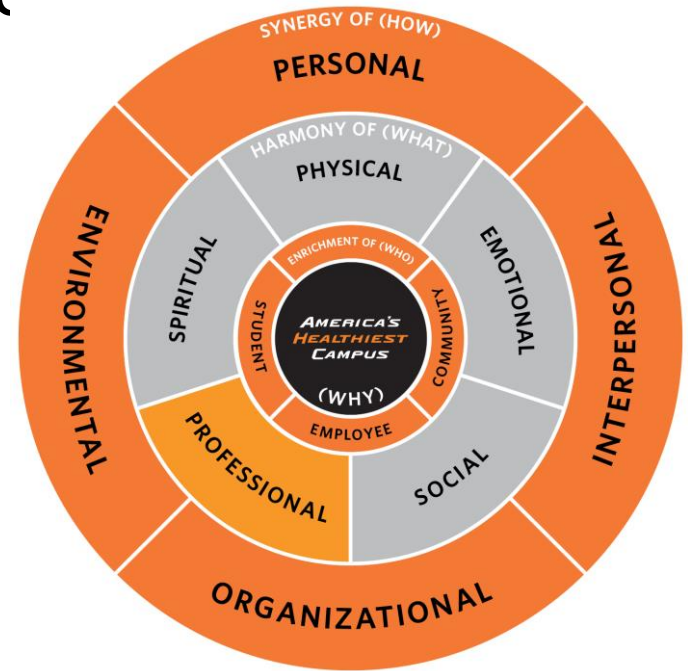 SYNERGY OF (HOW)
PERSONAL
ENVIRONMENTAL
INTERPERSONAL
ORGANIZATIONAL
HARMONY OF (WHAT)
PHYSICAL
SPIRITUAL
EMOTIONAL
PROFESSIONAL
SOCIAL
ENRICHMENT OF (WHO)
STUDENT
COMMUNITY
EMPLOYEE
AMERICA'S
HEALTHIEST
CAMPUS
(WHY)